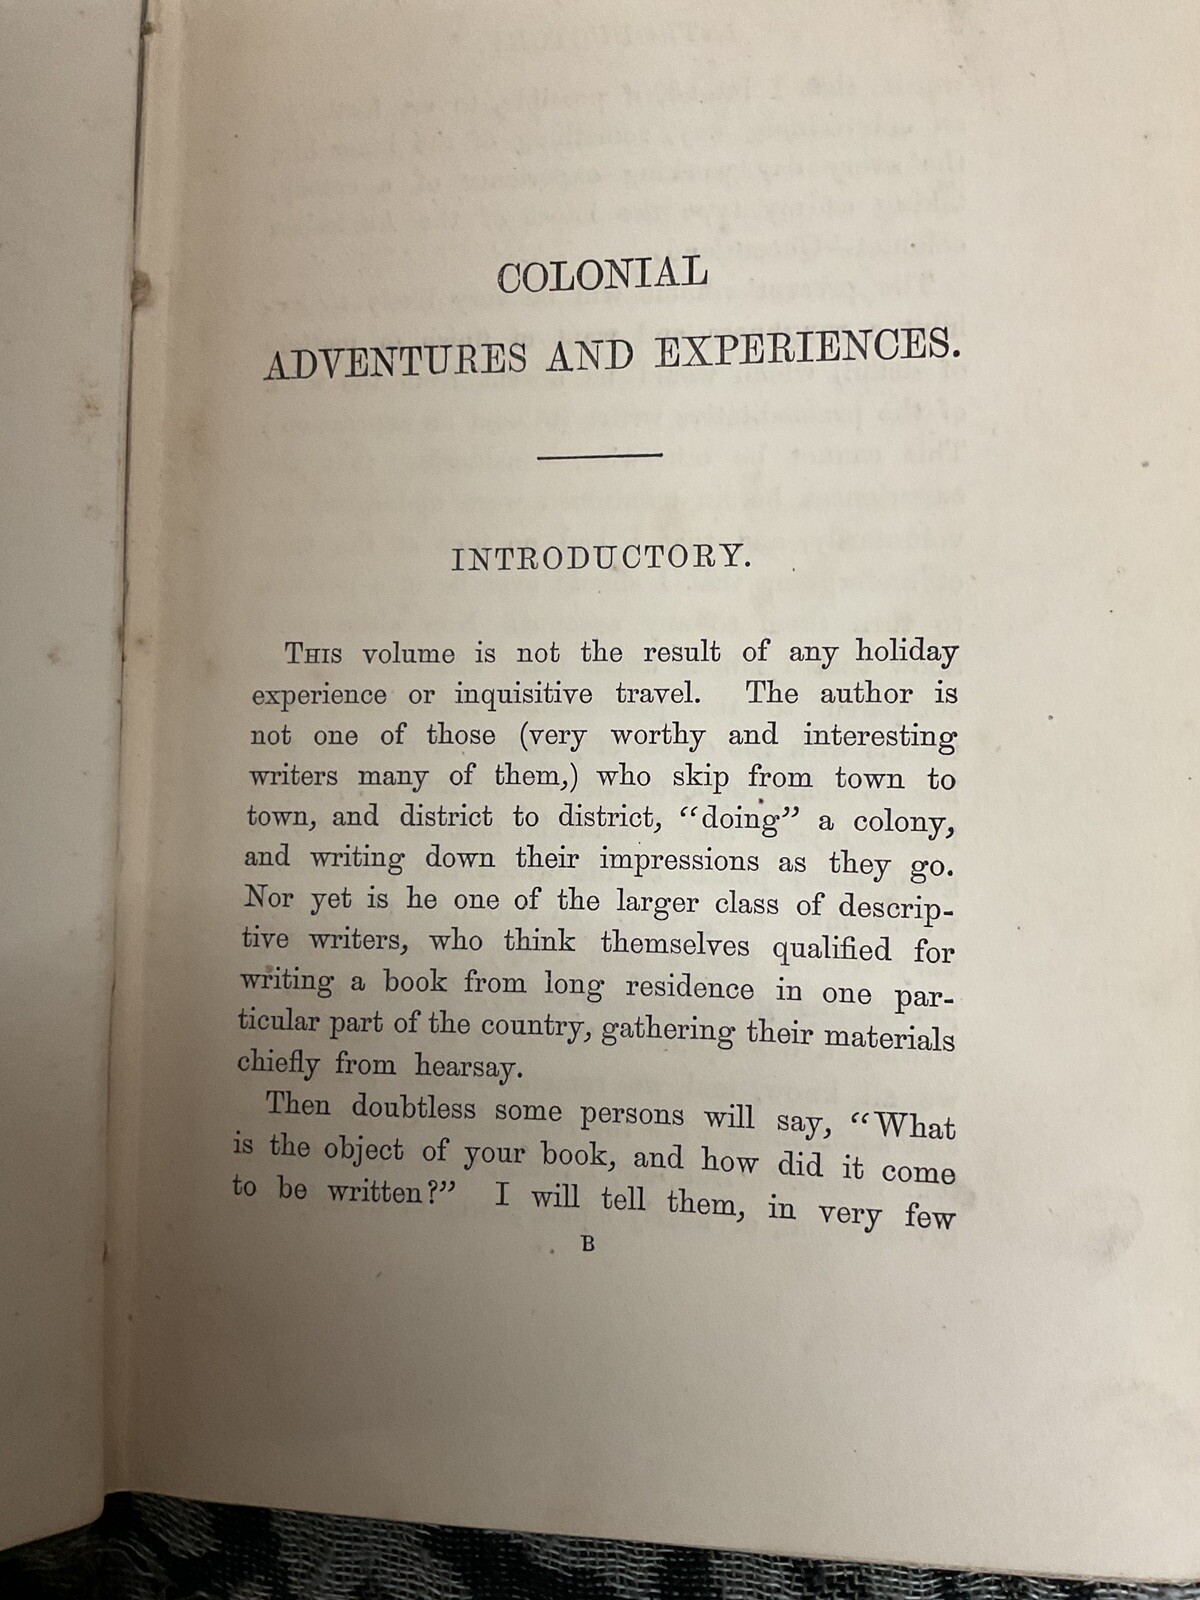 COLONIAL
ADVENTURES AND EXPERIENCES.
INTRODUCTORY.
THIS volume is not the result of any holiday
experience or inquisitive travel. The author is
not one of those (very worthy and interesting
writers many of them,) who skip from town to
town, and district to district, “doing” a colony,
and writing down their impressions as they go.
Nor yet is he one of the larger class of descrip-
tive writers, who think themselves qualified for
writing a book from long residence in one par-
ticular part of the country, gathering their materials
chiefly from hearsay.
Then doubtless some persons will say, “What
is the object of your book, and how did it come
to be written?” I will tell them, in very few
B